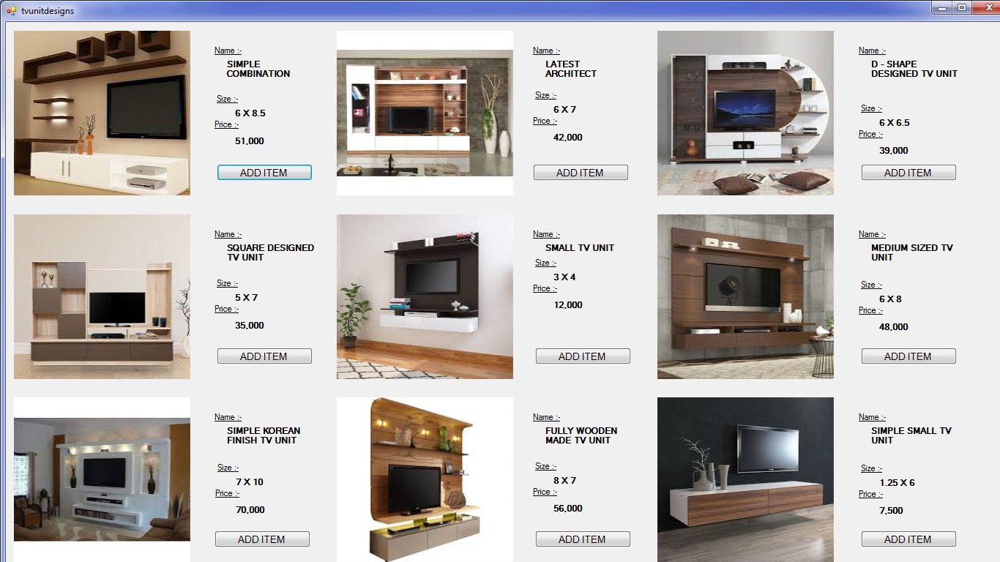 tvunitdesigns
Name :-
SIMPLE
COMBINATION
Size :-
6 X 8.5
Price :-
51,000
ADD ITEM
Name :-
LATEST
ARCHITECT
Size :-
6 X 7
Price :-
42,000
ADD ITEM
Name :-
D - SHAPE
DESIGNED TV UNIT
Size :-
6 X 6.5
Price :-
39,000
ADD ITEM
Name :-
SQUARE DESIGNED
TV UNIT
Size :-
5 X 7
Price :-
35,000
ADD ITEM
Name :-
SMALL TV UNIT
Size :-
3 X 4
Price :-
12,000
ADD ITEM
Name :-
MEDIUM SIZED TV
UNIT
Size :-
6 X 8
Price :-
48,000
ADD ITEM
Name :-
SIMPLE KOREAN
FINISH TV UNIT
Size :-
7 X 10
Price :-
70,000
ADD ITEM
Name :-
FULLY WOODEN
MADE TV UNIT
Size :-
8 X 7
Price :-
56,000
ADD ITEM
Name :-
SIMPLE SMALL TV
UNIT
Size :-
1.25 X 6
Price :-
7,500
ADD ITEM